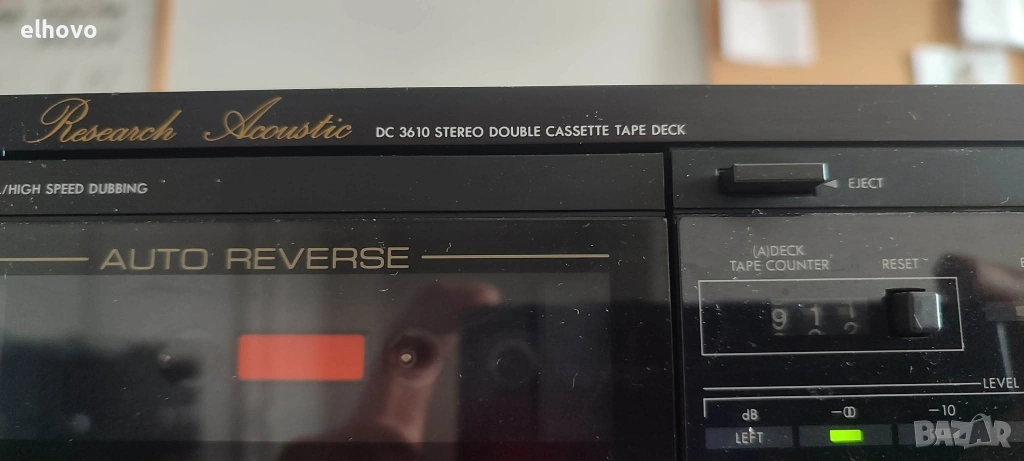 elhovo
Research Acoustic DC 3610 STEREO DOUBLE CASSETTE TAPE DECK
/HIGH SPEED DUBBING
EJECT
AUTO REVERSE
(A)DECK
TAPE COUNTER RESET
91
LEVEL
dB -∞ -10
LEFT
BAZAR